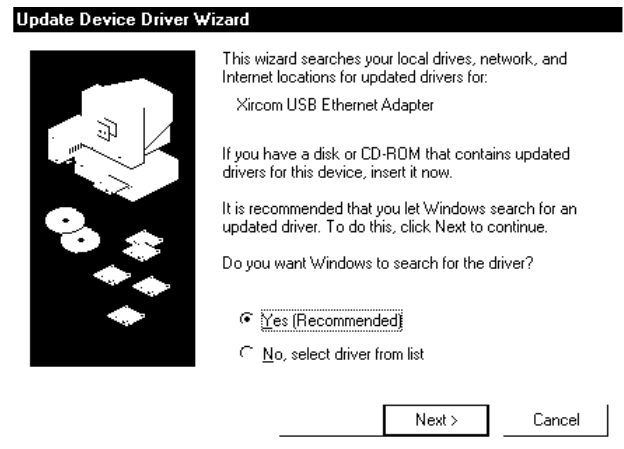 Update Device Driver Wizard
This wizard searches your local drives, network, and
Internet locations for updated drivers for:
Xircom USB Ethernet Adapter
If you have a disk or CD-ROM that contains updated
drivers for this device, insert it now.
It is recommended that you let Windows search for an
updated driver. To do this, click Next to continue.
Do you want Windows to search for the driver?
Yes (Recommended)
No, select driver from list
Next >
Cancel